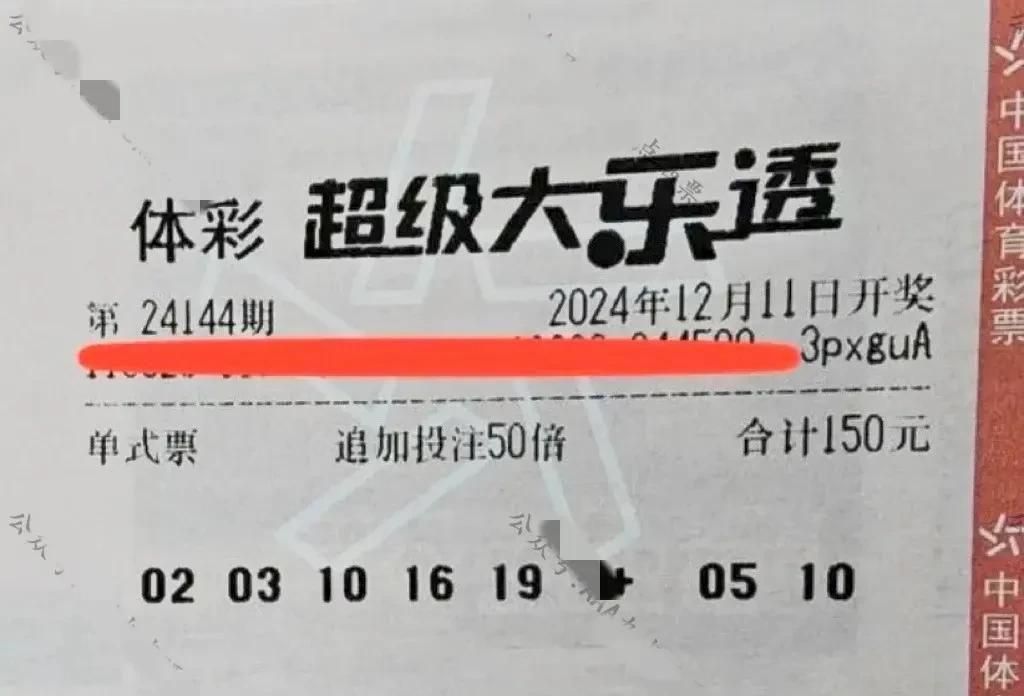 体彩 超级大乐透
第 24144期 2024年12月11日开奖
3pxguA
单式票 追加投注50倍 合计150元
02 03 10 16 19 + 05 10
中国体育彩票
中国体